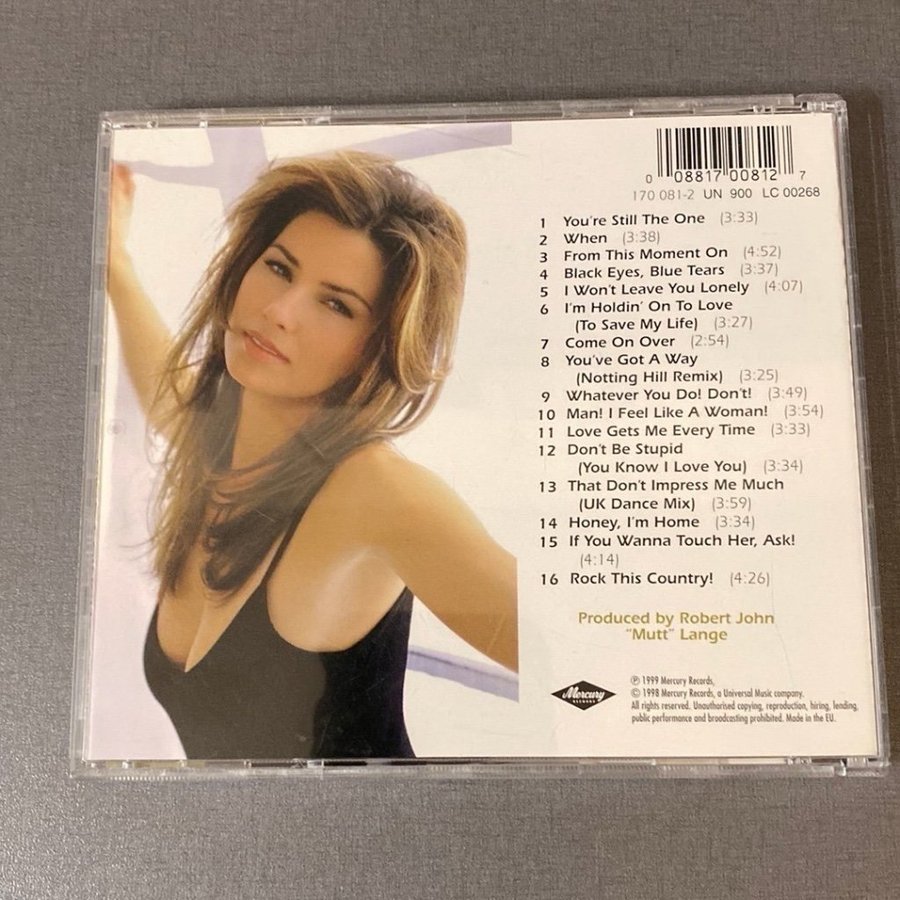 0 08817 00812 7
170 081-2 UN 900 LC 00268
1 You're Still The One (3:33)
2 When (3:38)
3 From This Moment On (4:52)
4 Black Eyes, Blue Tears (3:37)
5 I Won't Leave You Lonely (4:07)
6 I'm Holdin' On To Love
(To Save My Life) (3:27)
7 Come On Over (2:54)
8 You've Got A Way
(Notting Hill Remix) (3:25)
9 Whatever You Do! Don't! (3:49)
10 Man! I Feel Like A Woman! (3:54)
11 Love Gets Me Every Time (3:33)
12 Don't Be Stupid
(You Know I Love You) (3:34)
13 That Don't Impress Me Much
(UK Dance Mix) (3:59)
14 Honey, I'm Home (3:34)
15 If You Wanna Touch Her, Ask!
(4:14)
16 Rock This Country! (4:26)
Produced by Robert John
"Mutt" Lange
Mercury
RECORDS
℗ 1999 Mercury Records,
© 1998 Mercury Records, a Universal Music company.
All rights reserved. Unauthorised copying, reproduction, hiring, lending,
public performance and broadcasting prohibited. Made in the EU.